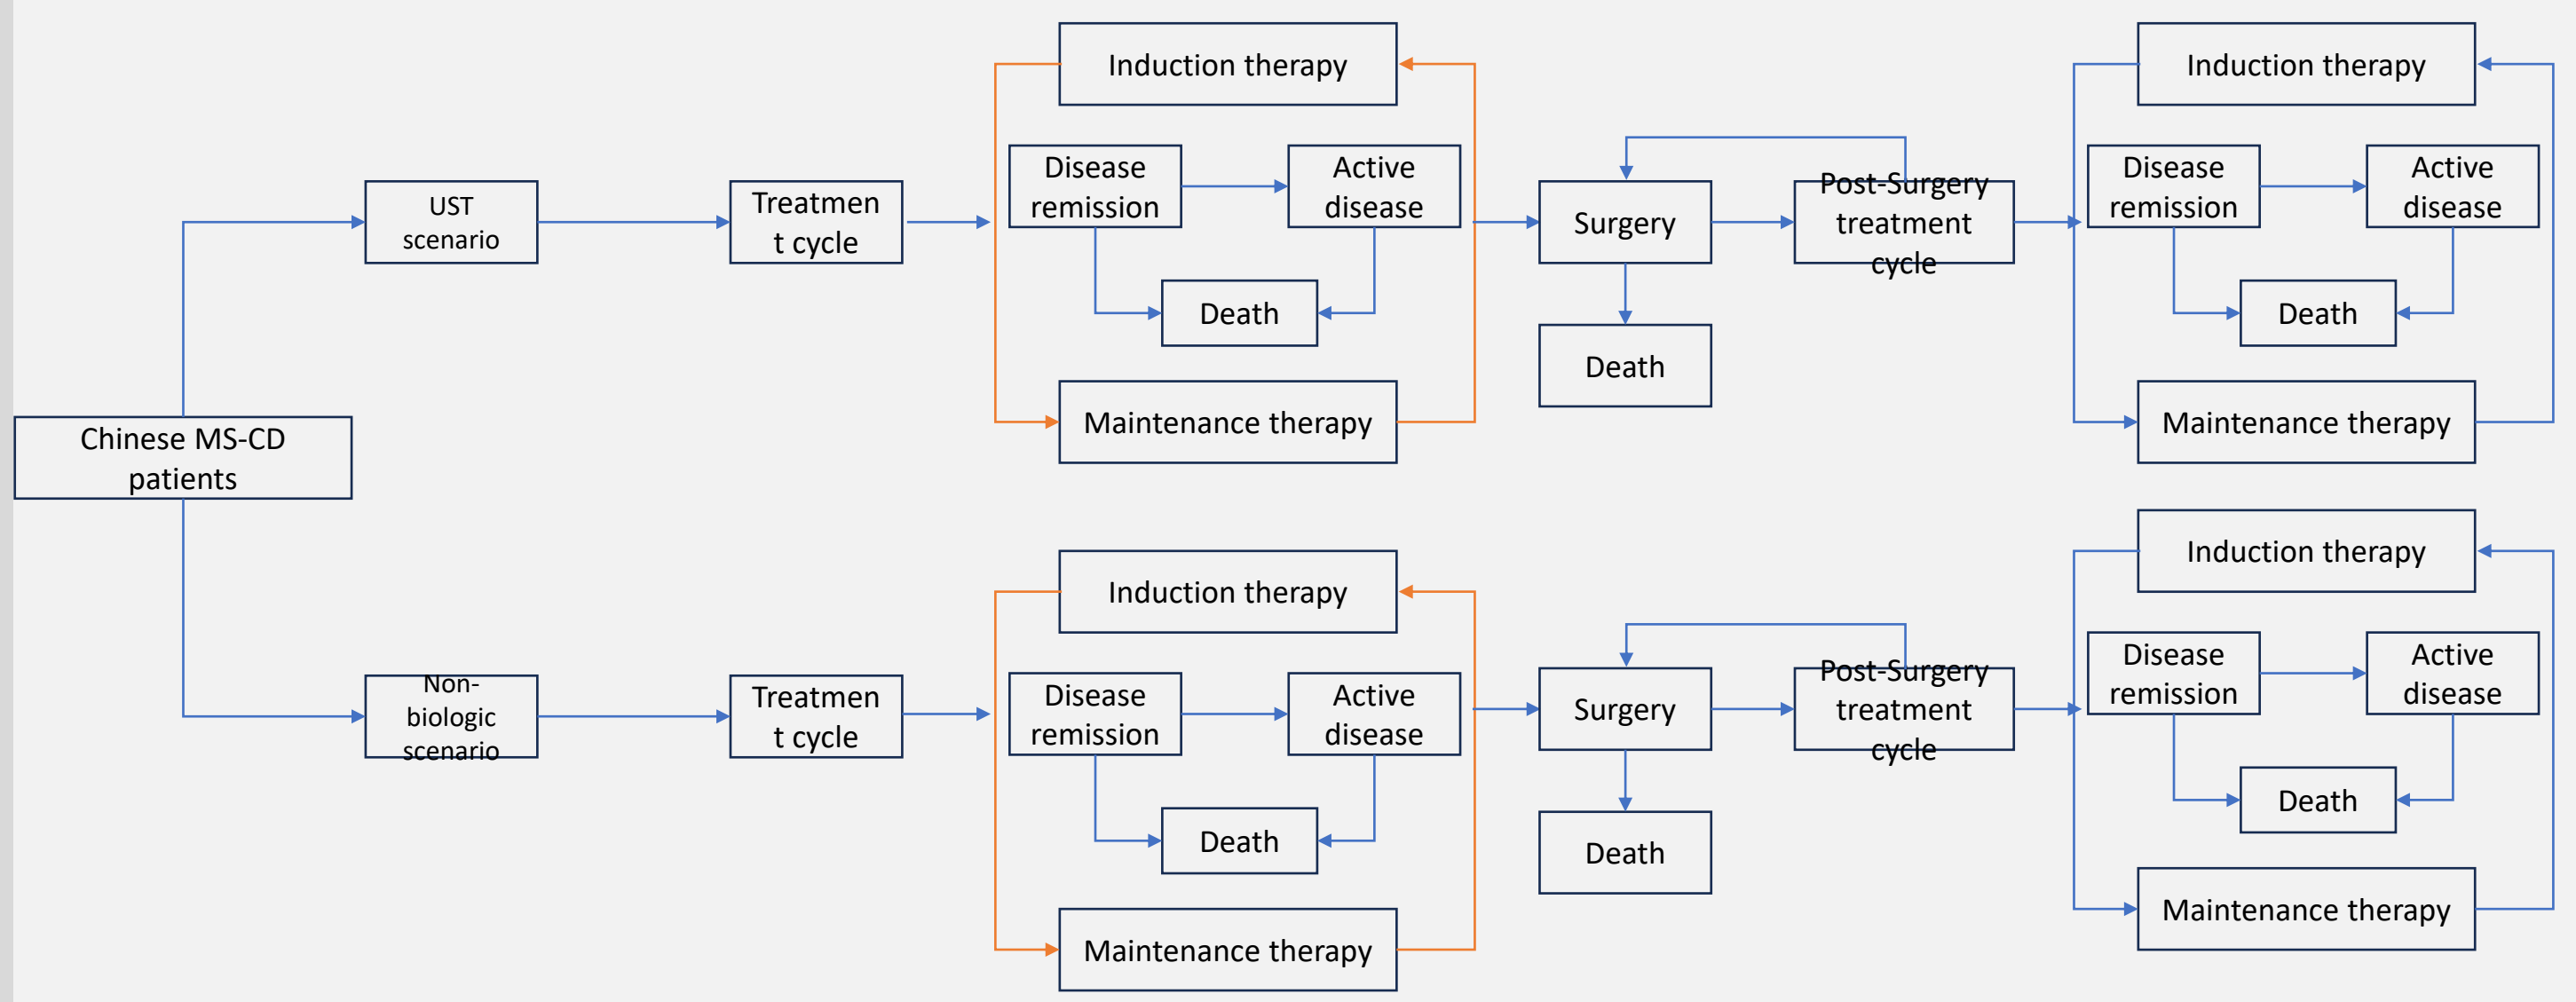 Chinese MS-CD
patients
UST
scenario
Treatmen
t cycle
Induction therapy
Disease
remission
Active
disease
Death
Maintenance therapy
Surgery
Death
Post-Surgery
treatment
cycle
Induction therapy
Disease
remission
Active
disease
Death
Maintenance therapy
Non-
biologic
scenario
Treatmen
t cycle
Induction therapy
Disease
remission
Active
disease
Death
Maintenance therapy
Surgery
Death
Post-Surgery
treatment
cycle
Induction therapy
Disease
remission
Active
disease
Death
Maintenance therapy